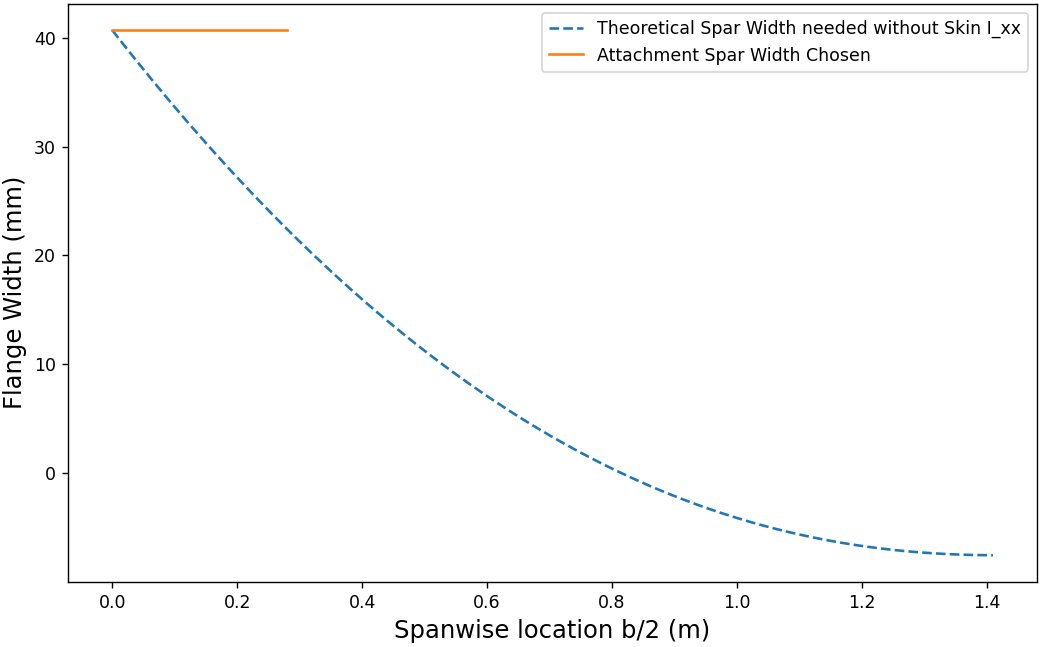 Theoretical Spar Width needed without Skin I_xx
Attachment Spar Width Chosen
Flange Width (mm)
40
30
20
10
0
0.0 0.2 0.4 0.6 0.8 1.0 1.2 1.4
Spanwise location b/2 (m)